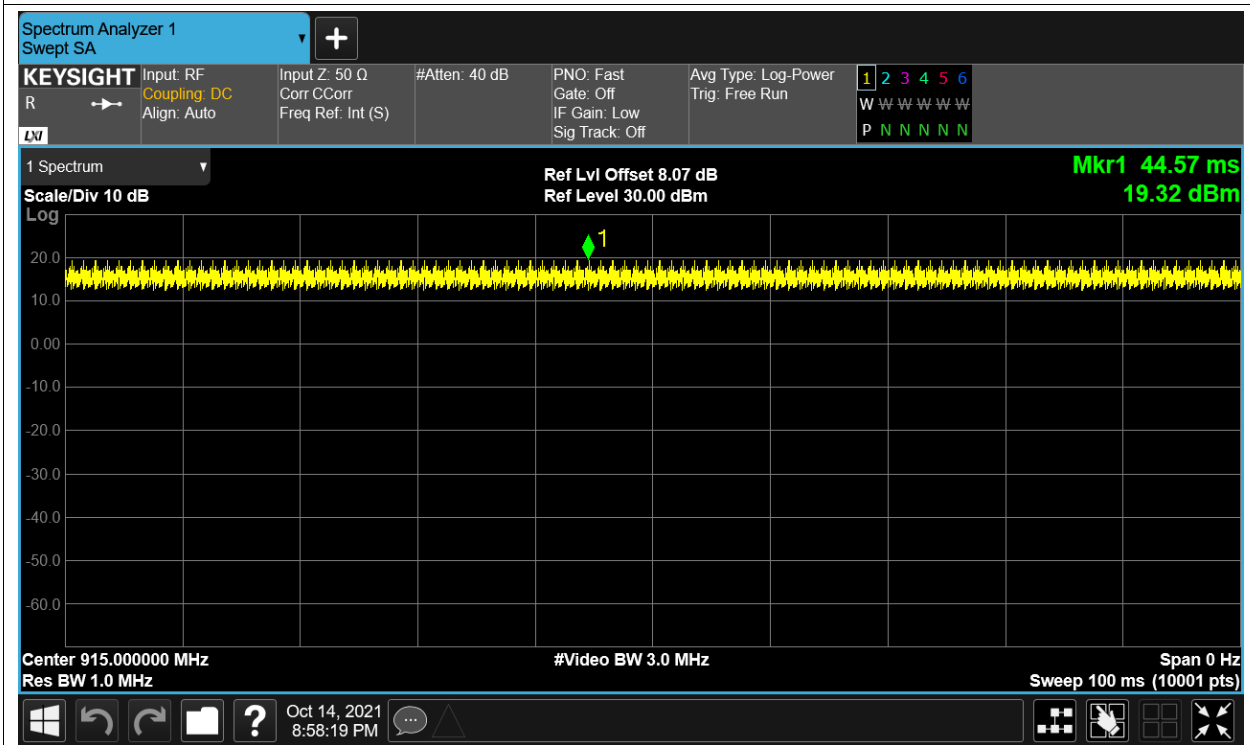 Spectrum Analyzer 1
Swept SA
KEYSIGHT
R
LXI
Input: RF
Coupling: DC
Align: Auto
Input Z: 50 Ω
Corr CCorr
Freq Ref: Int (S)
#Atten: 40 dB
PNO: Fast
Gate: Off
IF Gain: Low
Sig Track: Off
Avg Type: Log-Power
Trig: Free Run
1 2 3 4 5 6
W W W W W W
P N N N N N
1 Spectrum
Scale/Div 10 dB
Log
Ref Lvl Offset 8.07 dB
Ref Level 30.00 dBm
Mkr1 44.57 ms
19.32 dBm
1
20.0
10.0
0.00
-10.0
-20.0
-30.0
-40.0
-50.0
-60.0
Center 915.000000 MHz
Res BW 1.0 MHz
#Video BW 3.0 MHz
Span 0 Hz
Sweep 100 ms (10001 pts)
?
Oct 14, 2021
8:58:19 PM